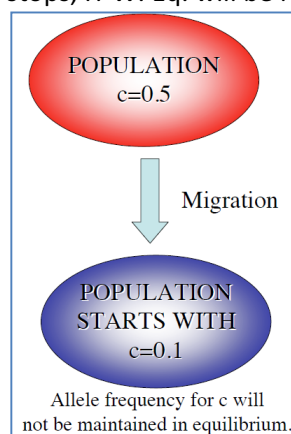 POPULATION
c=0.5
Migration
POPULATION
STARTS WITH
c=0.1
Allele frequency for c will
not be maintained in equilibrium.